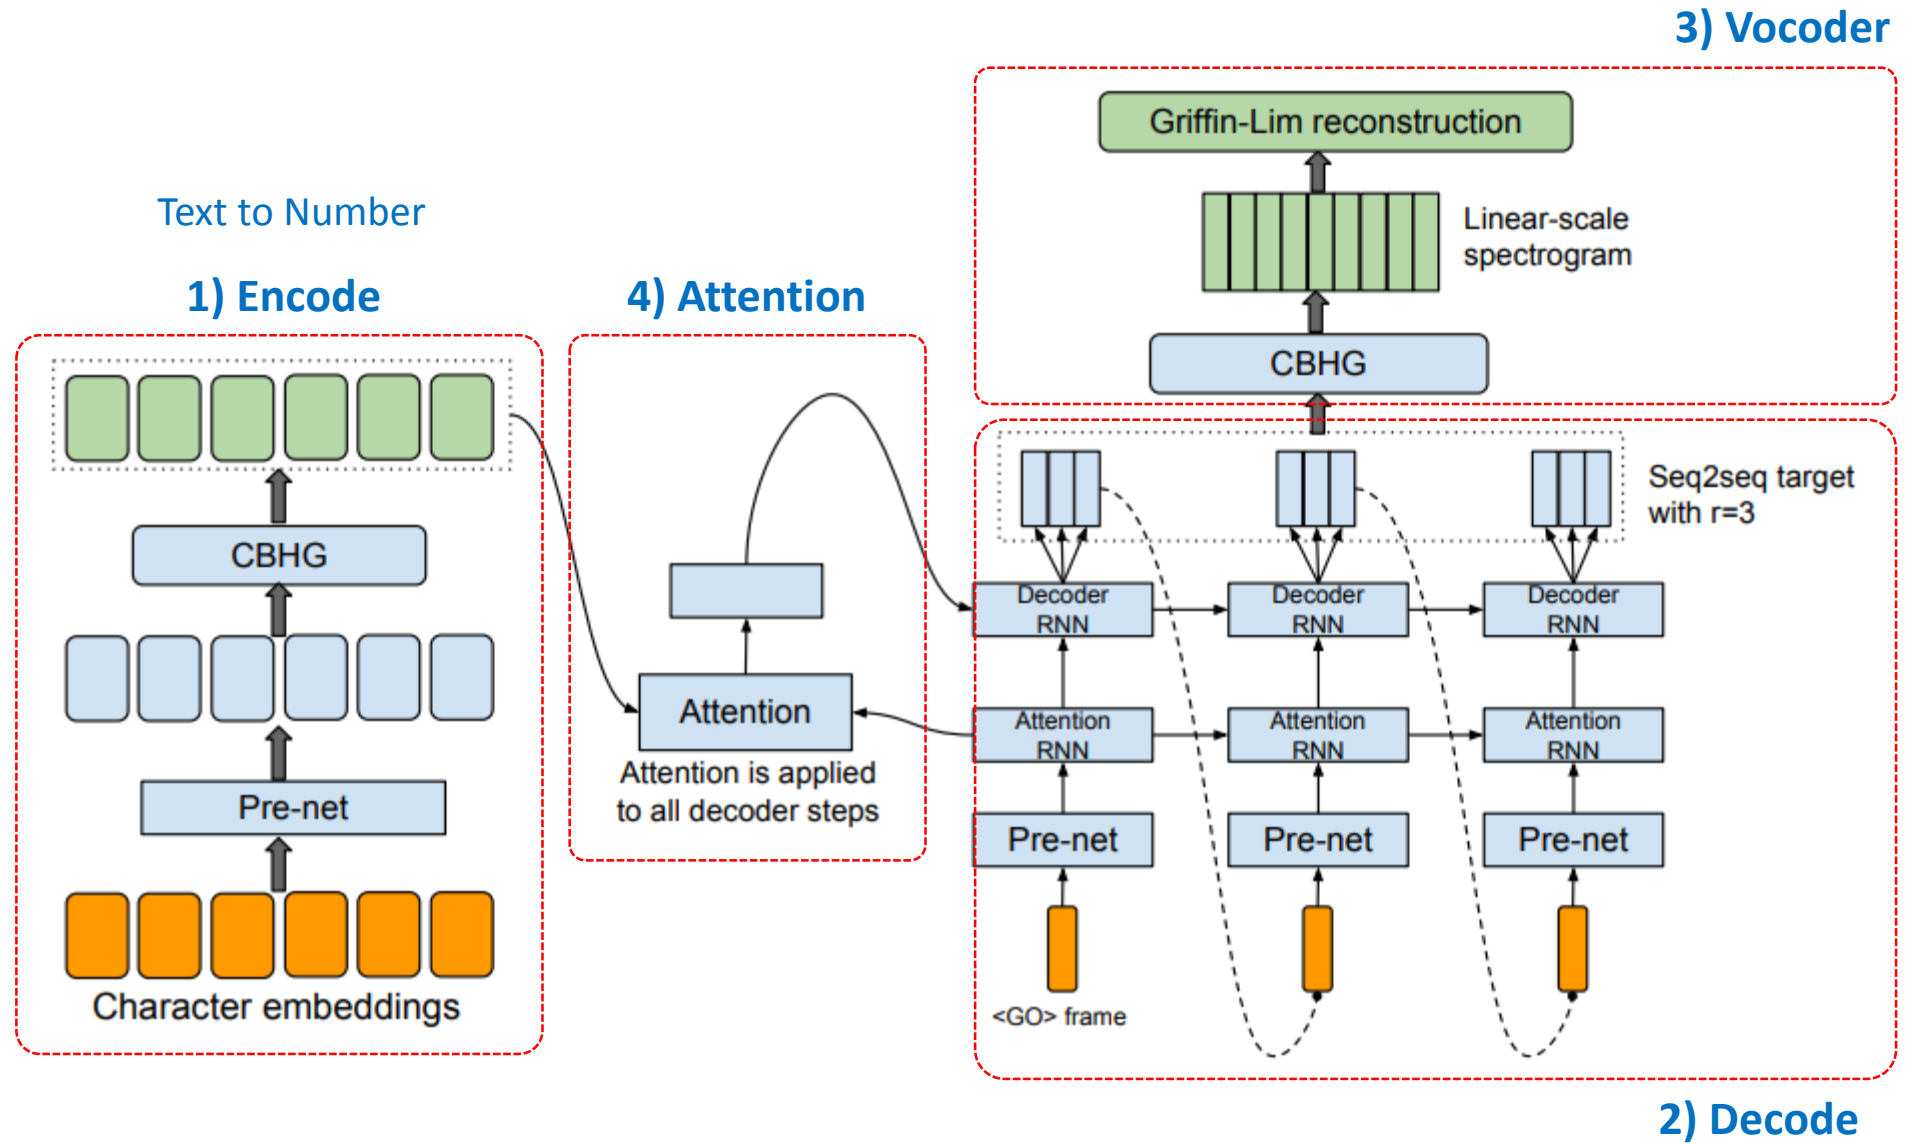 3) Vocoder
Griffin-Lim reconstruction
Linear-scale
spectrogram
CBHG
Text to Number
1) Encode
CBHG
Pre-net
Character embeddings
4) Attention
Attention
Attention is applied
to all decoder steps
Seq2seq target
with r=3
Decoder
RNN
Decoder
RNN
Decoder
RNN
Attention
RNN
Attention
RNN
Attention
RNN
Pre-net
Pre-net
Pre-net
<GO> frame
2) Decode